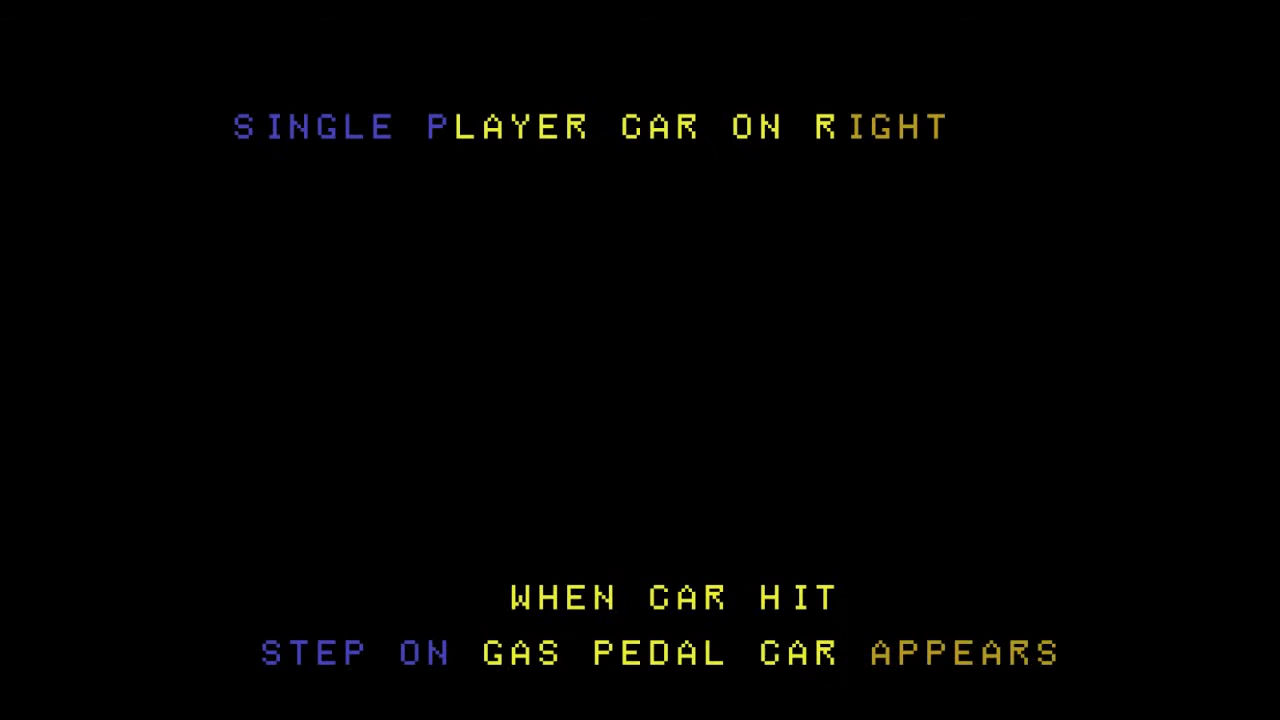 SINGLE PLAYER CAR ON RIGHT
WHEN CAR HIT
STEP ON GAS PEDAL CAR APPEARS